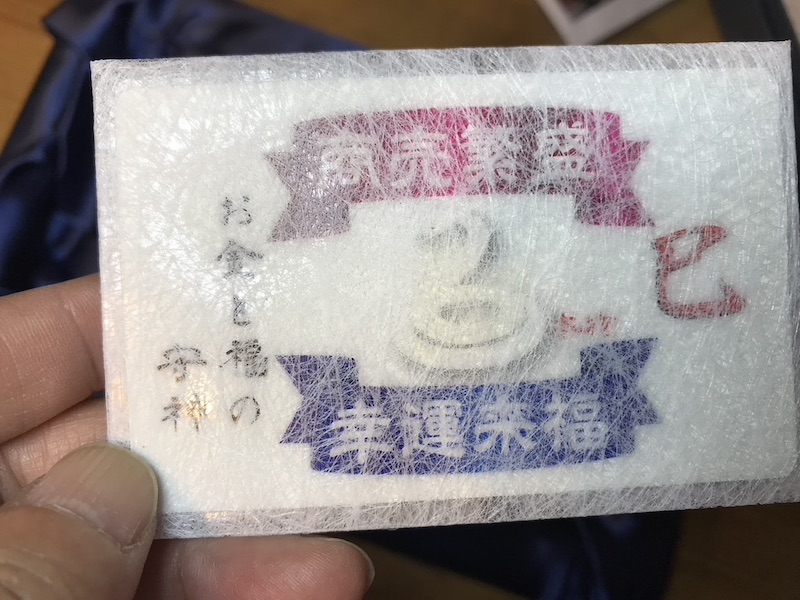 商売繁盛
巳
お金と福の
守神
幸運来福